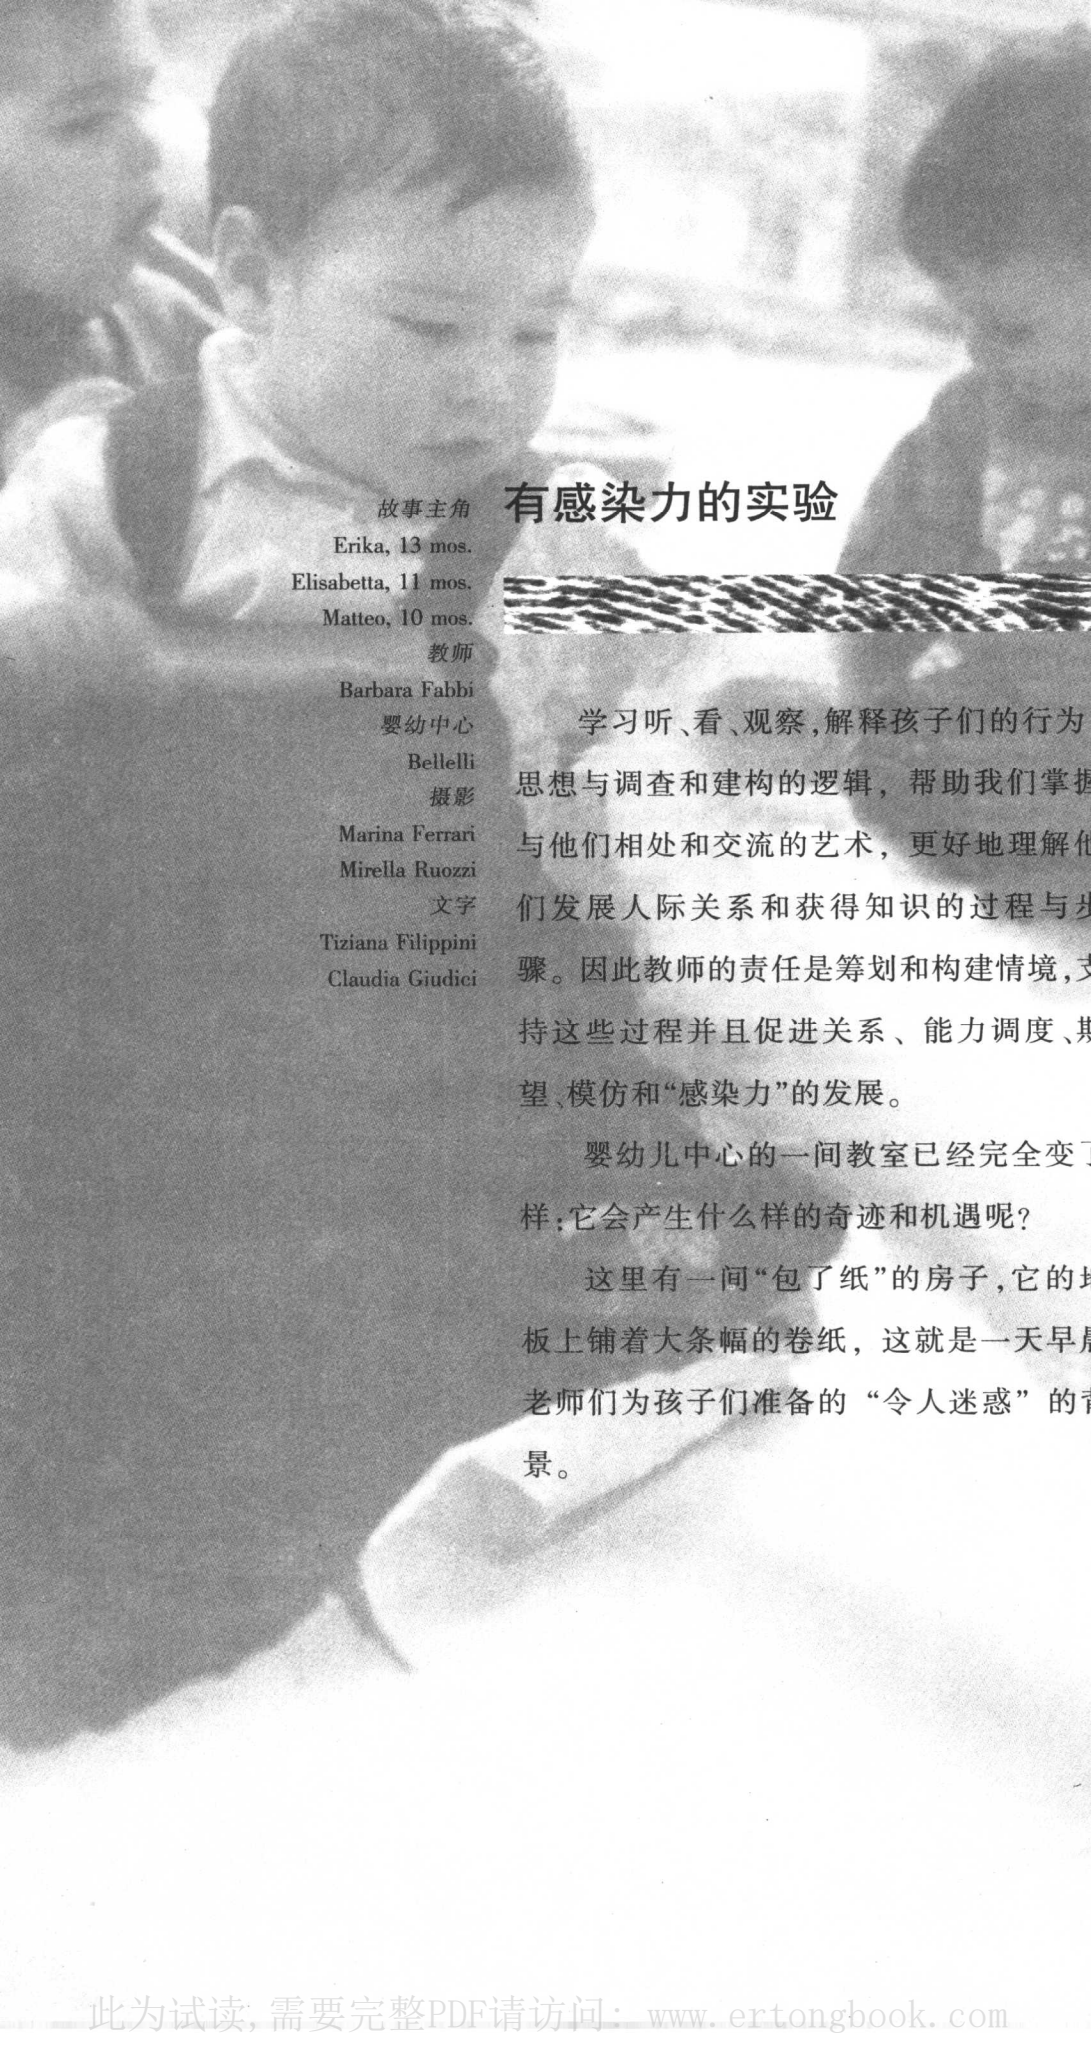 有感染力的实验
故事主角
Erika, 13 mos.
Elisabetta, 11 mos.
Matteo, 10 mos.
教师
Barbara Fabbi
婴幼中心
Bellelli
摄影
Marina Ferrari
Mirella Ruozzi
文字
Tiziana Filippini
Claudia Giudici
学习听、看、观察,解释孩子们的行为
思想与调查和建构的逻辑，帮助我们掌握
与他们相处和交流的艺术，更好地理解他
们发展人际关系和获得知识的过程与步
骤。因此教师的责任是筹划和构建情境,支
持这些过程并且促进关系、能力调度、期
望、模仿和“感染力”的发展。
婴幼儿中心的一间教室已经完全变了
样;它会产生什么样的奇迹和机遇呢?
这里有一间“包了纸”的房子,它的地
板上铺着大条幅的卷纸，这就是一天早晨
老师们为孩子们准备的“令人迷惑”的背
景。
此为试读,需要完整PDF请访问: www.ertongbook.com